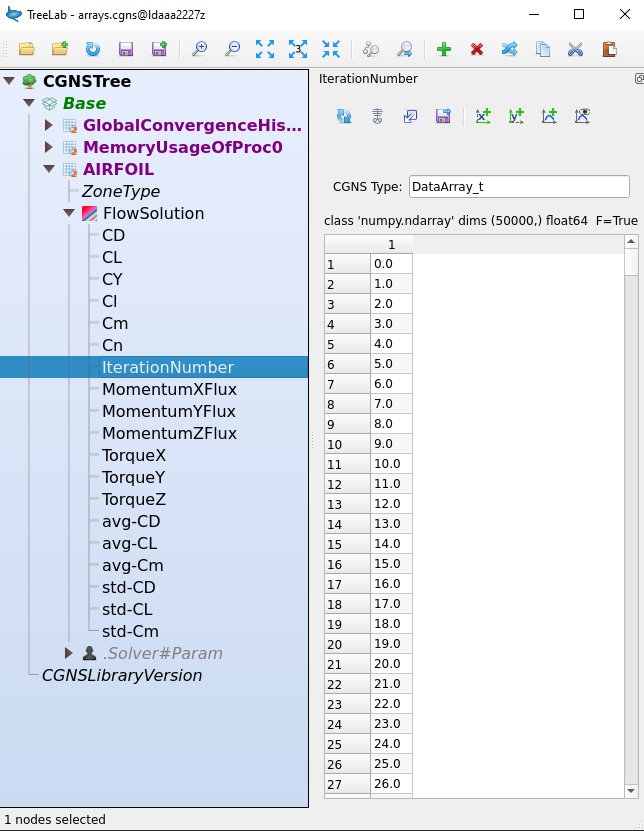 TreeLab - arrays.cgns@ldaaa2227z
CGNSTree
Base
GlobalConvergenceHis...
MemoryUsageOfProc0
AIRFOIL
ZoneType
FlowSolution
CD
CL
CY
Cl
Cm
Cn
IterationNumber
MomentumXFlux
MomentumYFlux
MomentumZFlux
TorqueX
TorqueY
TorqueZ
avg-CD
avg-CL
avg-Cm
std-CD
std-CL
std-Cm
.Solver#Param
CGNSLibraryVersion
IterationNumber
CGNS Type: DataArray_t
class 'numpy.ndarray' dims (50000,) float64 F=True
1
1 0.0
2 1.0
3 2.0
4 3.0
5 4.0
6 5.0
7 6.0
8 7.0
9 8.0
10 9.0
11 10.0
12 11.0
13 12.0
14 13.0
15 14.0
16 15.0
17 16.0
18 17.0
19 18.0
20 19.0
21 20.0
22 21.0
23 22.0
24 23.0
25 24.0
26 25.0
27 26.0
1 nodes selected